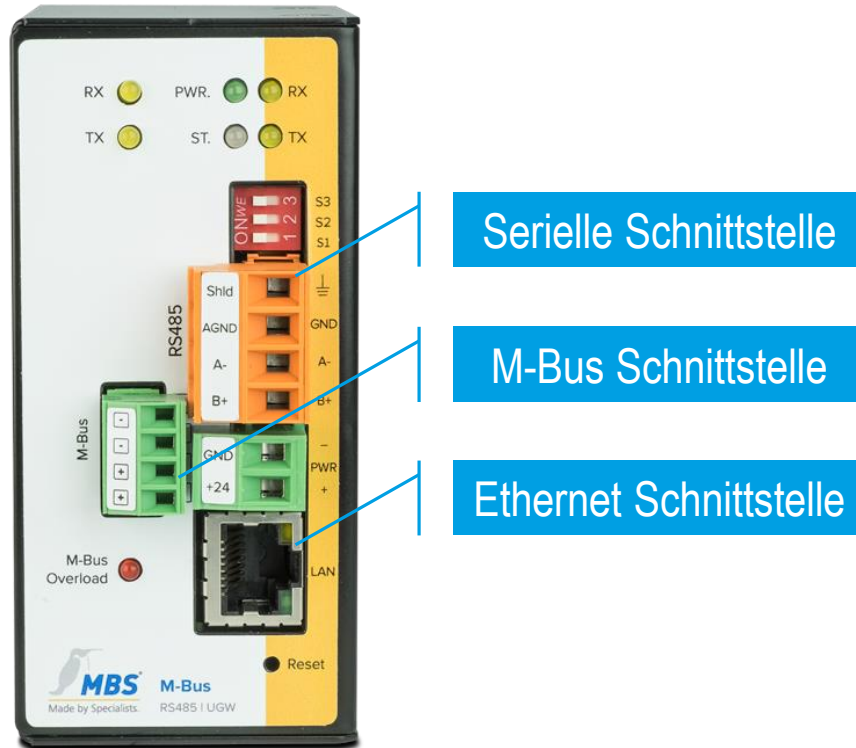 RX PWR. RX
TX ST. TX
ON WE
1 2 3
S3
S2
S1
Serielle Schnittstelle
RS485
Shld
AGND GND
A- A-
B+ B+
M-Bus Schnittstelle
M-Bus
-
-
+
+
GND -
PWR
+24 +
Ethernet Schnittstelle
M-Bus
Overload
LAN
Reset
MBS
Made by Specialists.
M-Bus
RS485 | UGW